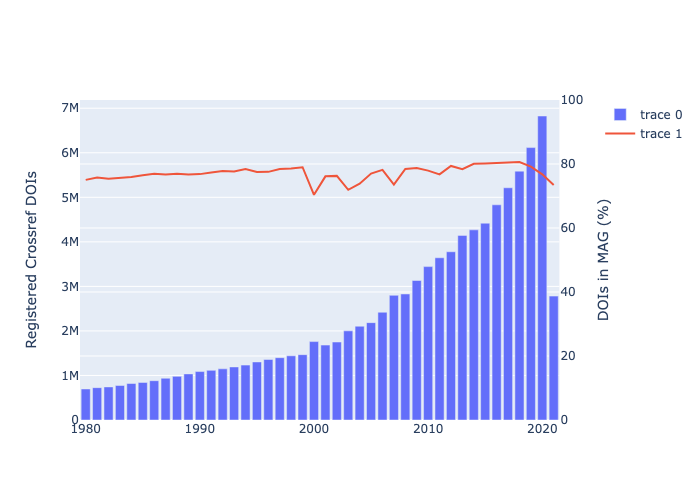 trace 0
trace 1
Registered Crossref DOIs
7M
6M
5M
4M
3M
2M
1M
0
100
80
60
40
20
0
DOIs in MAG (%)
1980
1990
2000
2010
2020